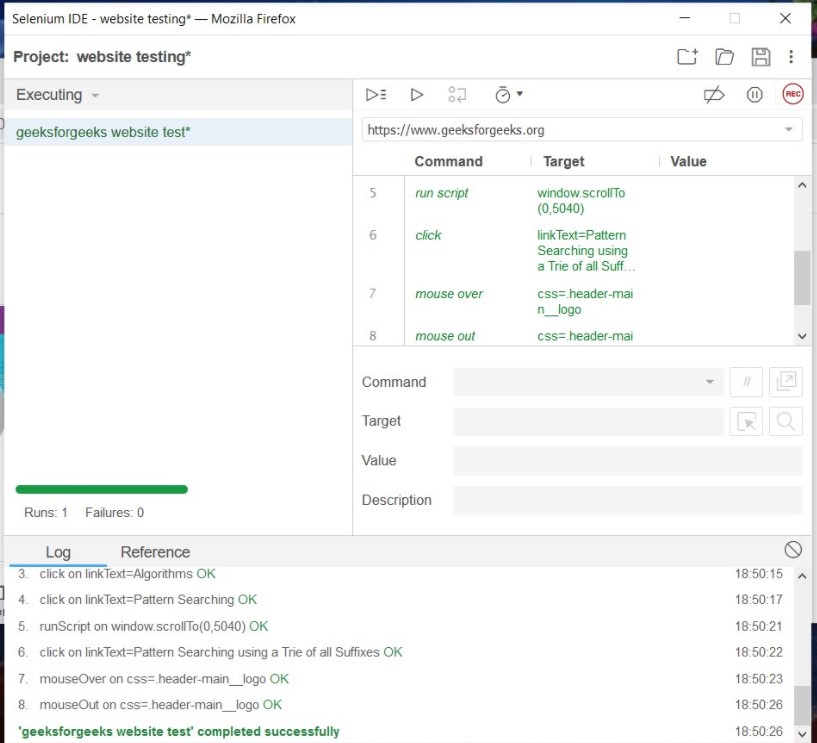 Selenium IDE - website testing* — Mozilla Firefox
Project: website testing*
Executing
geeksforgeeks website test*
https://www.geeksforgeeks.org
Command Target Value
5 run script window.scrollTo
(0,5040)
6 click linkText=Pattern
Searching using
a Trie of all Suff...
7 mouse over css=.header-mai
n__logo
8 mouse out css=.header-mai
REC
Command //
Target
Value
Description
Runs: 1 Failures: 0
Log Reference
3. click on linkText=Algorithms OK 18:50:15
4. click on linkText=Pattern Searching OK 18:50:17
5. runScript on window.scrollTo(0,5040) OK 18:50:21
6. click on linkText=Pattern Searching using a Trie of all Suffixes OK 18:50:22
7. mouseOver on css=.header-main__logo OK 18:50:23
8. mouseOut on css=.header-main__logo OK 18:50:26
'geeksforgeeks website test' completed successfully 18:50:26